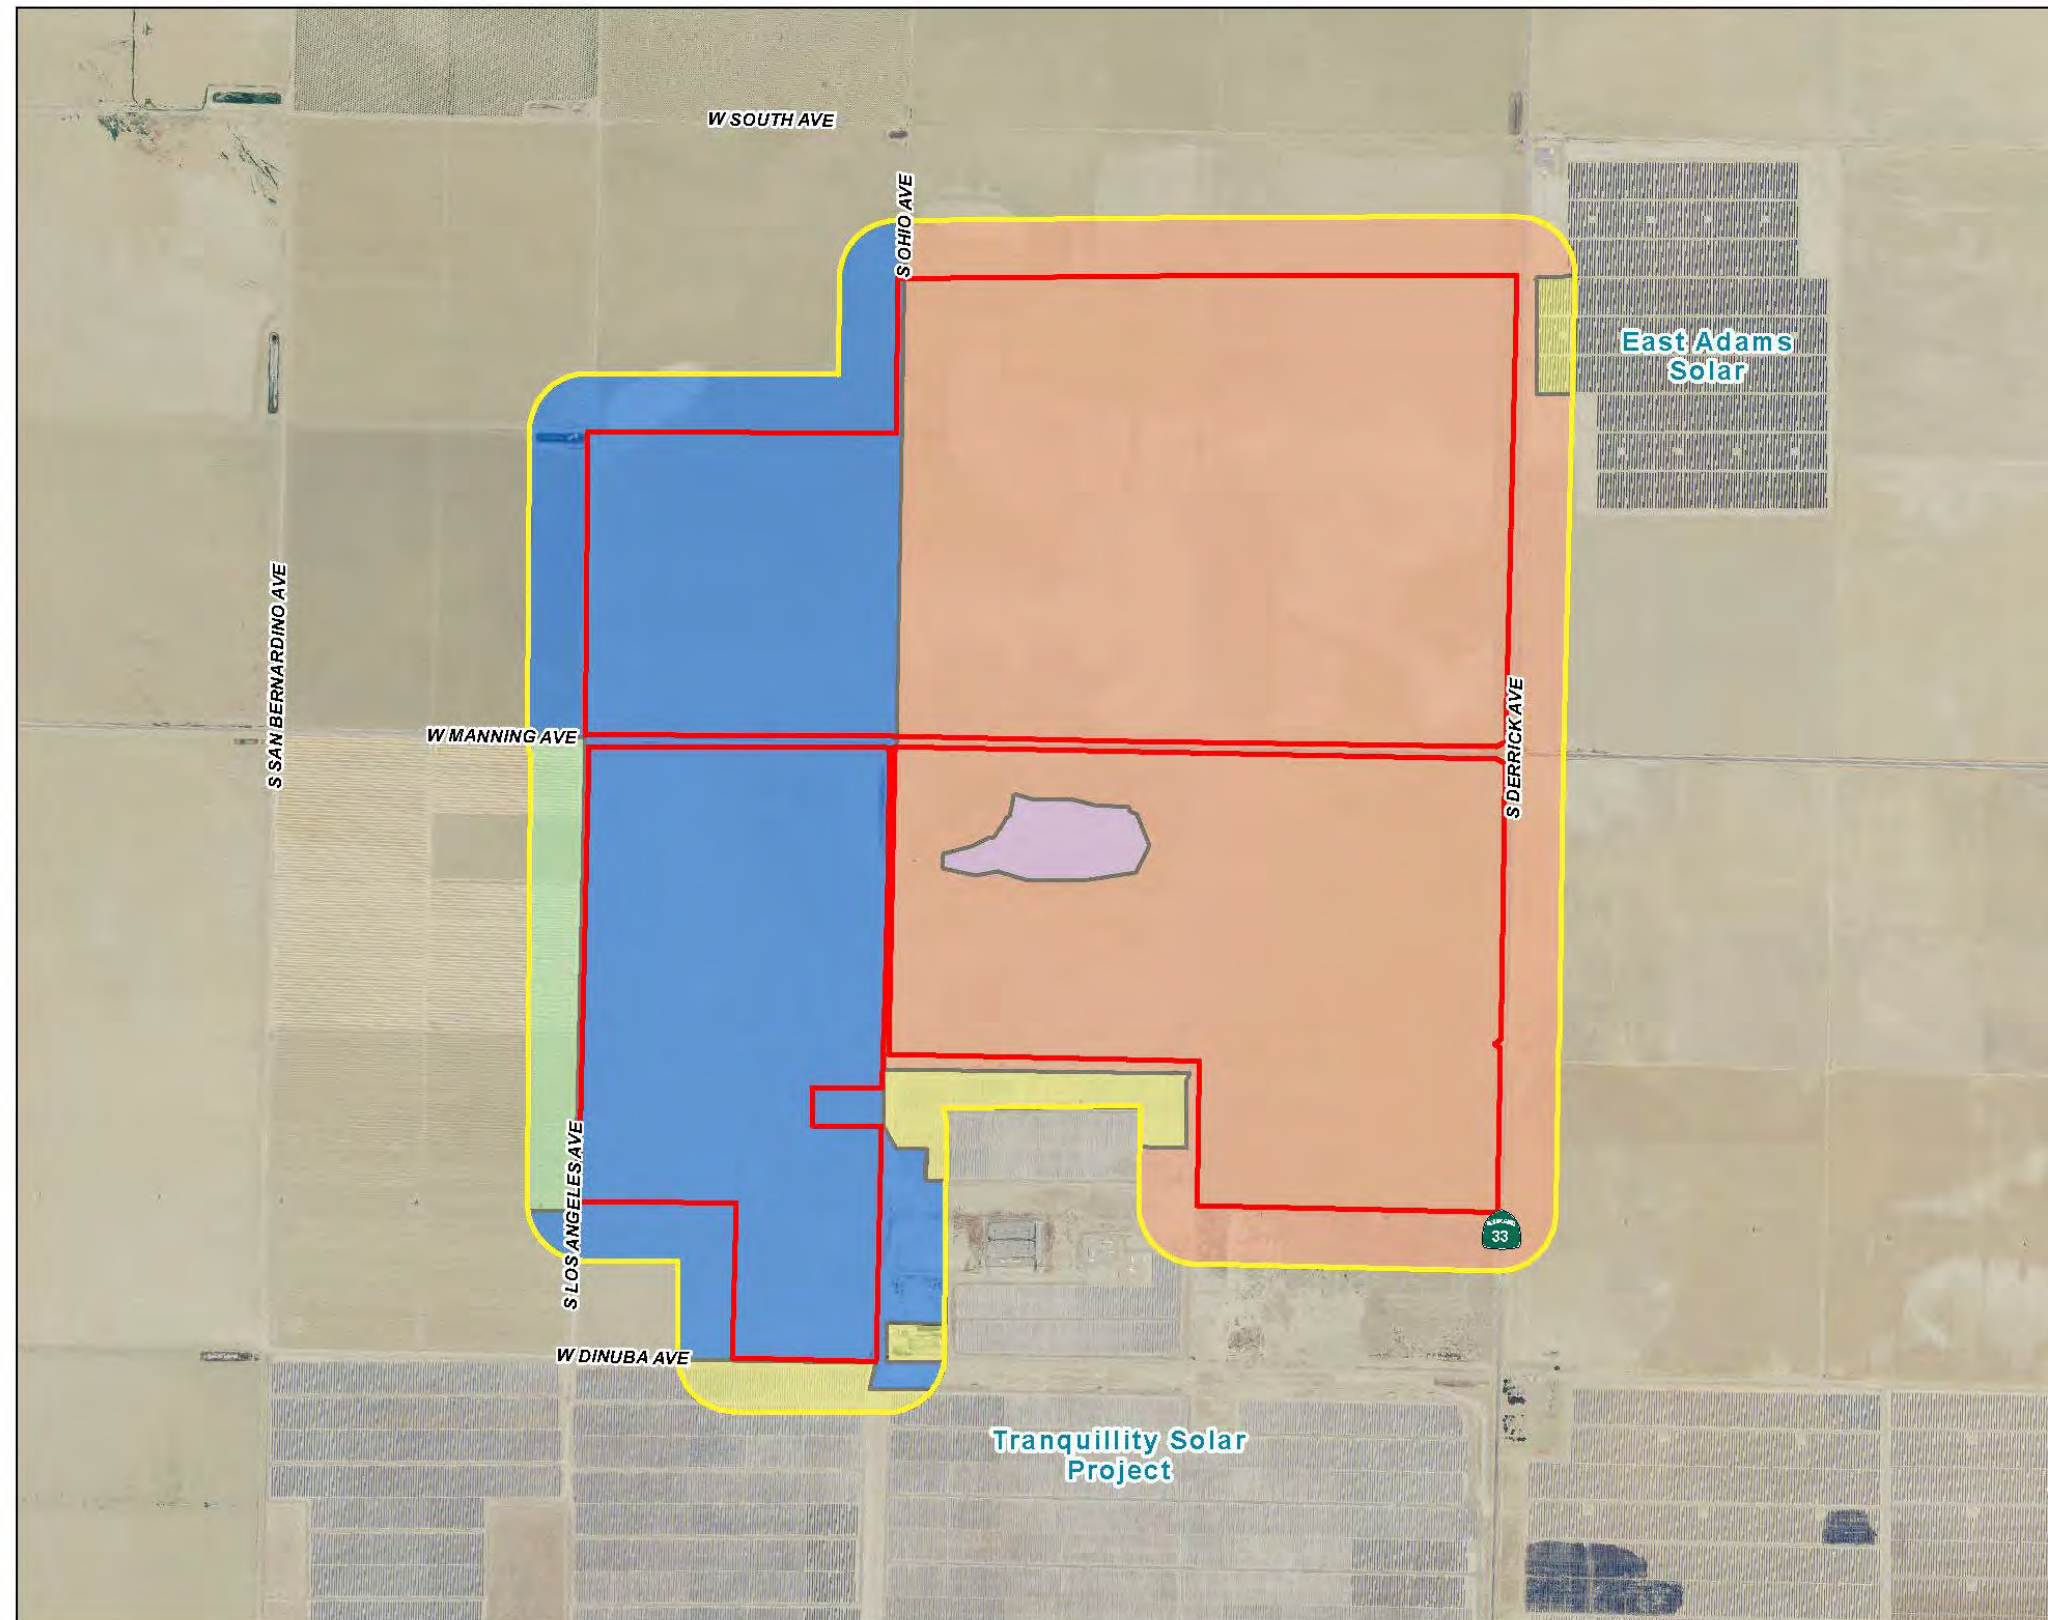 W SOUTH AVE
S OHIO AVE
East Adams
Solar
S SAN BERNARDINO AVE
W MANNING AVE
S DERRICK AVE
S LOS ANGELES AVE
33
W DINUBA AVE
Tranquillity Solar
Project